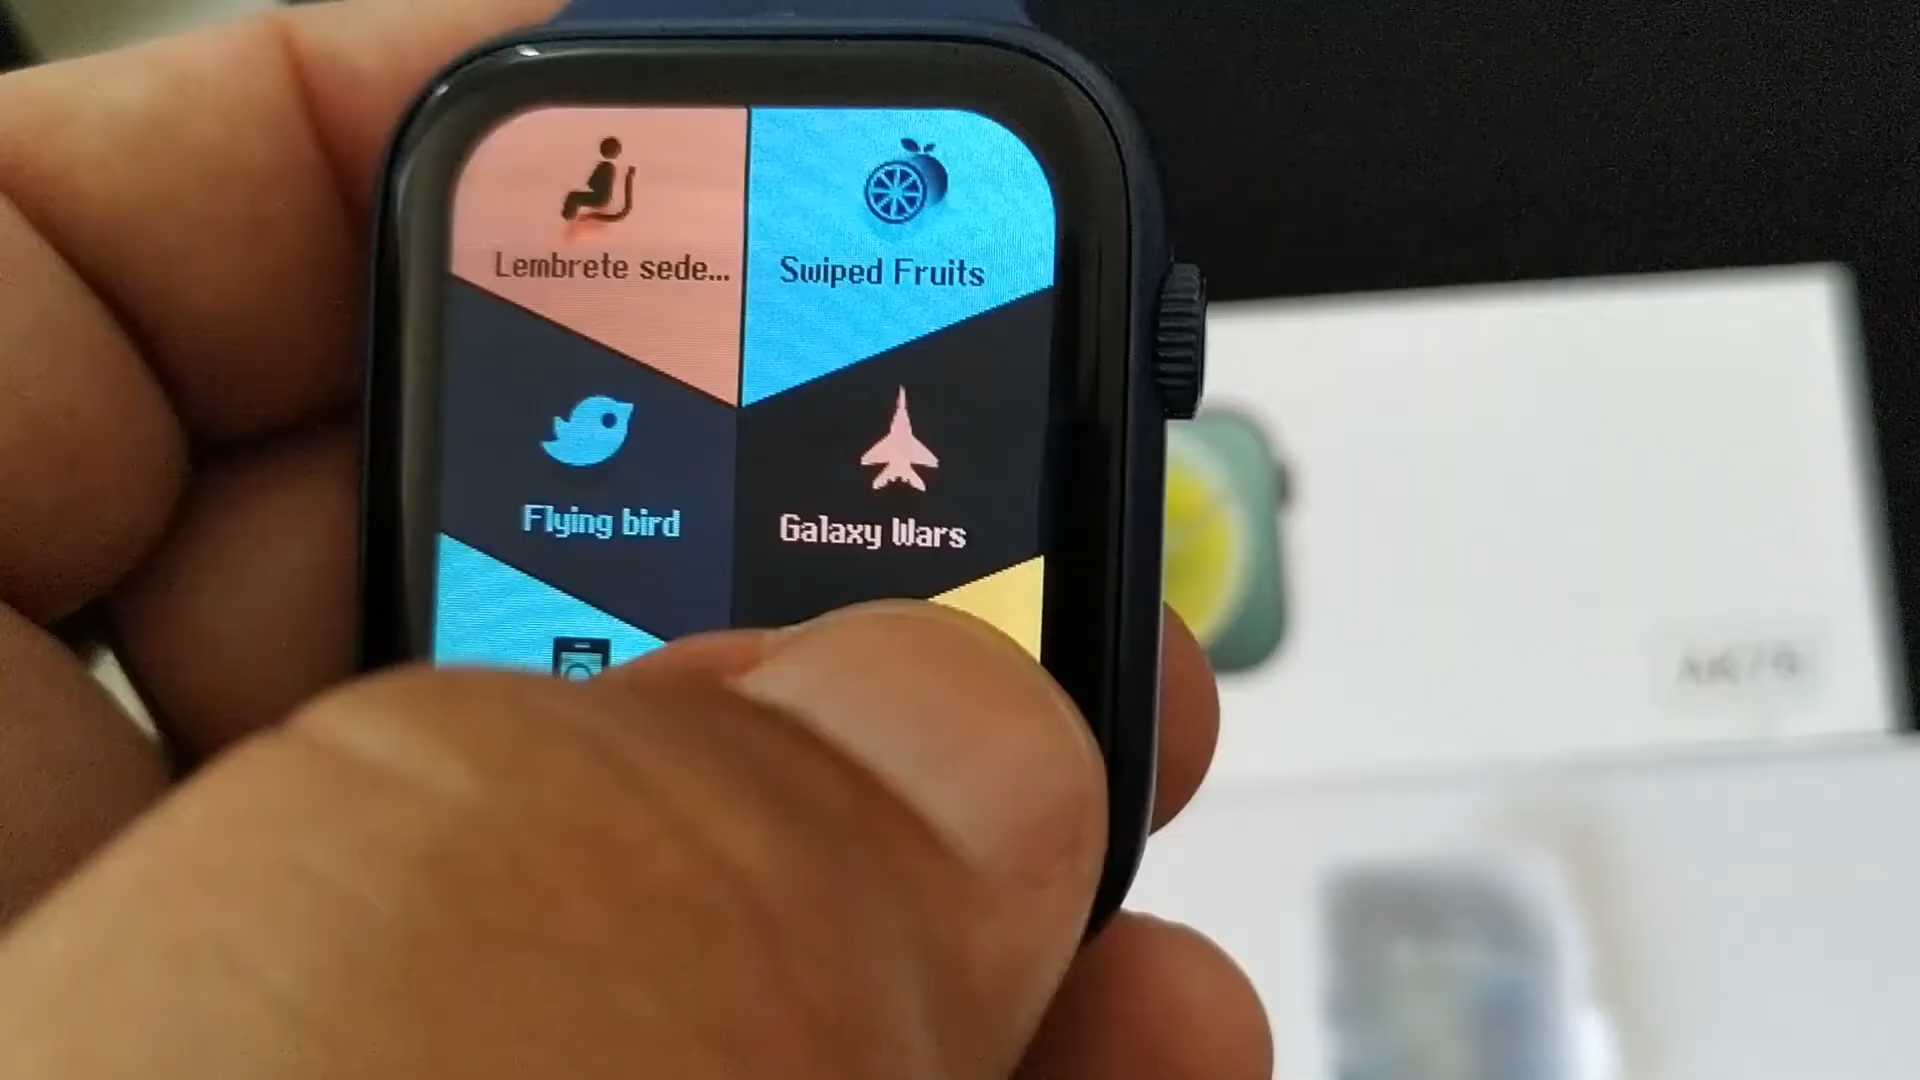 Lembrete sede...
Swiped Fruits
Flying bird
Galaxy Wars